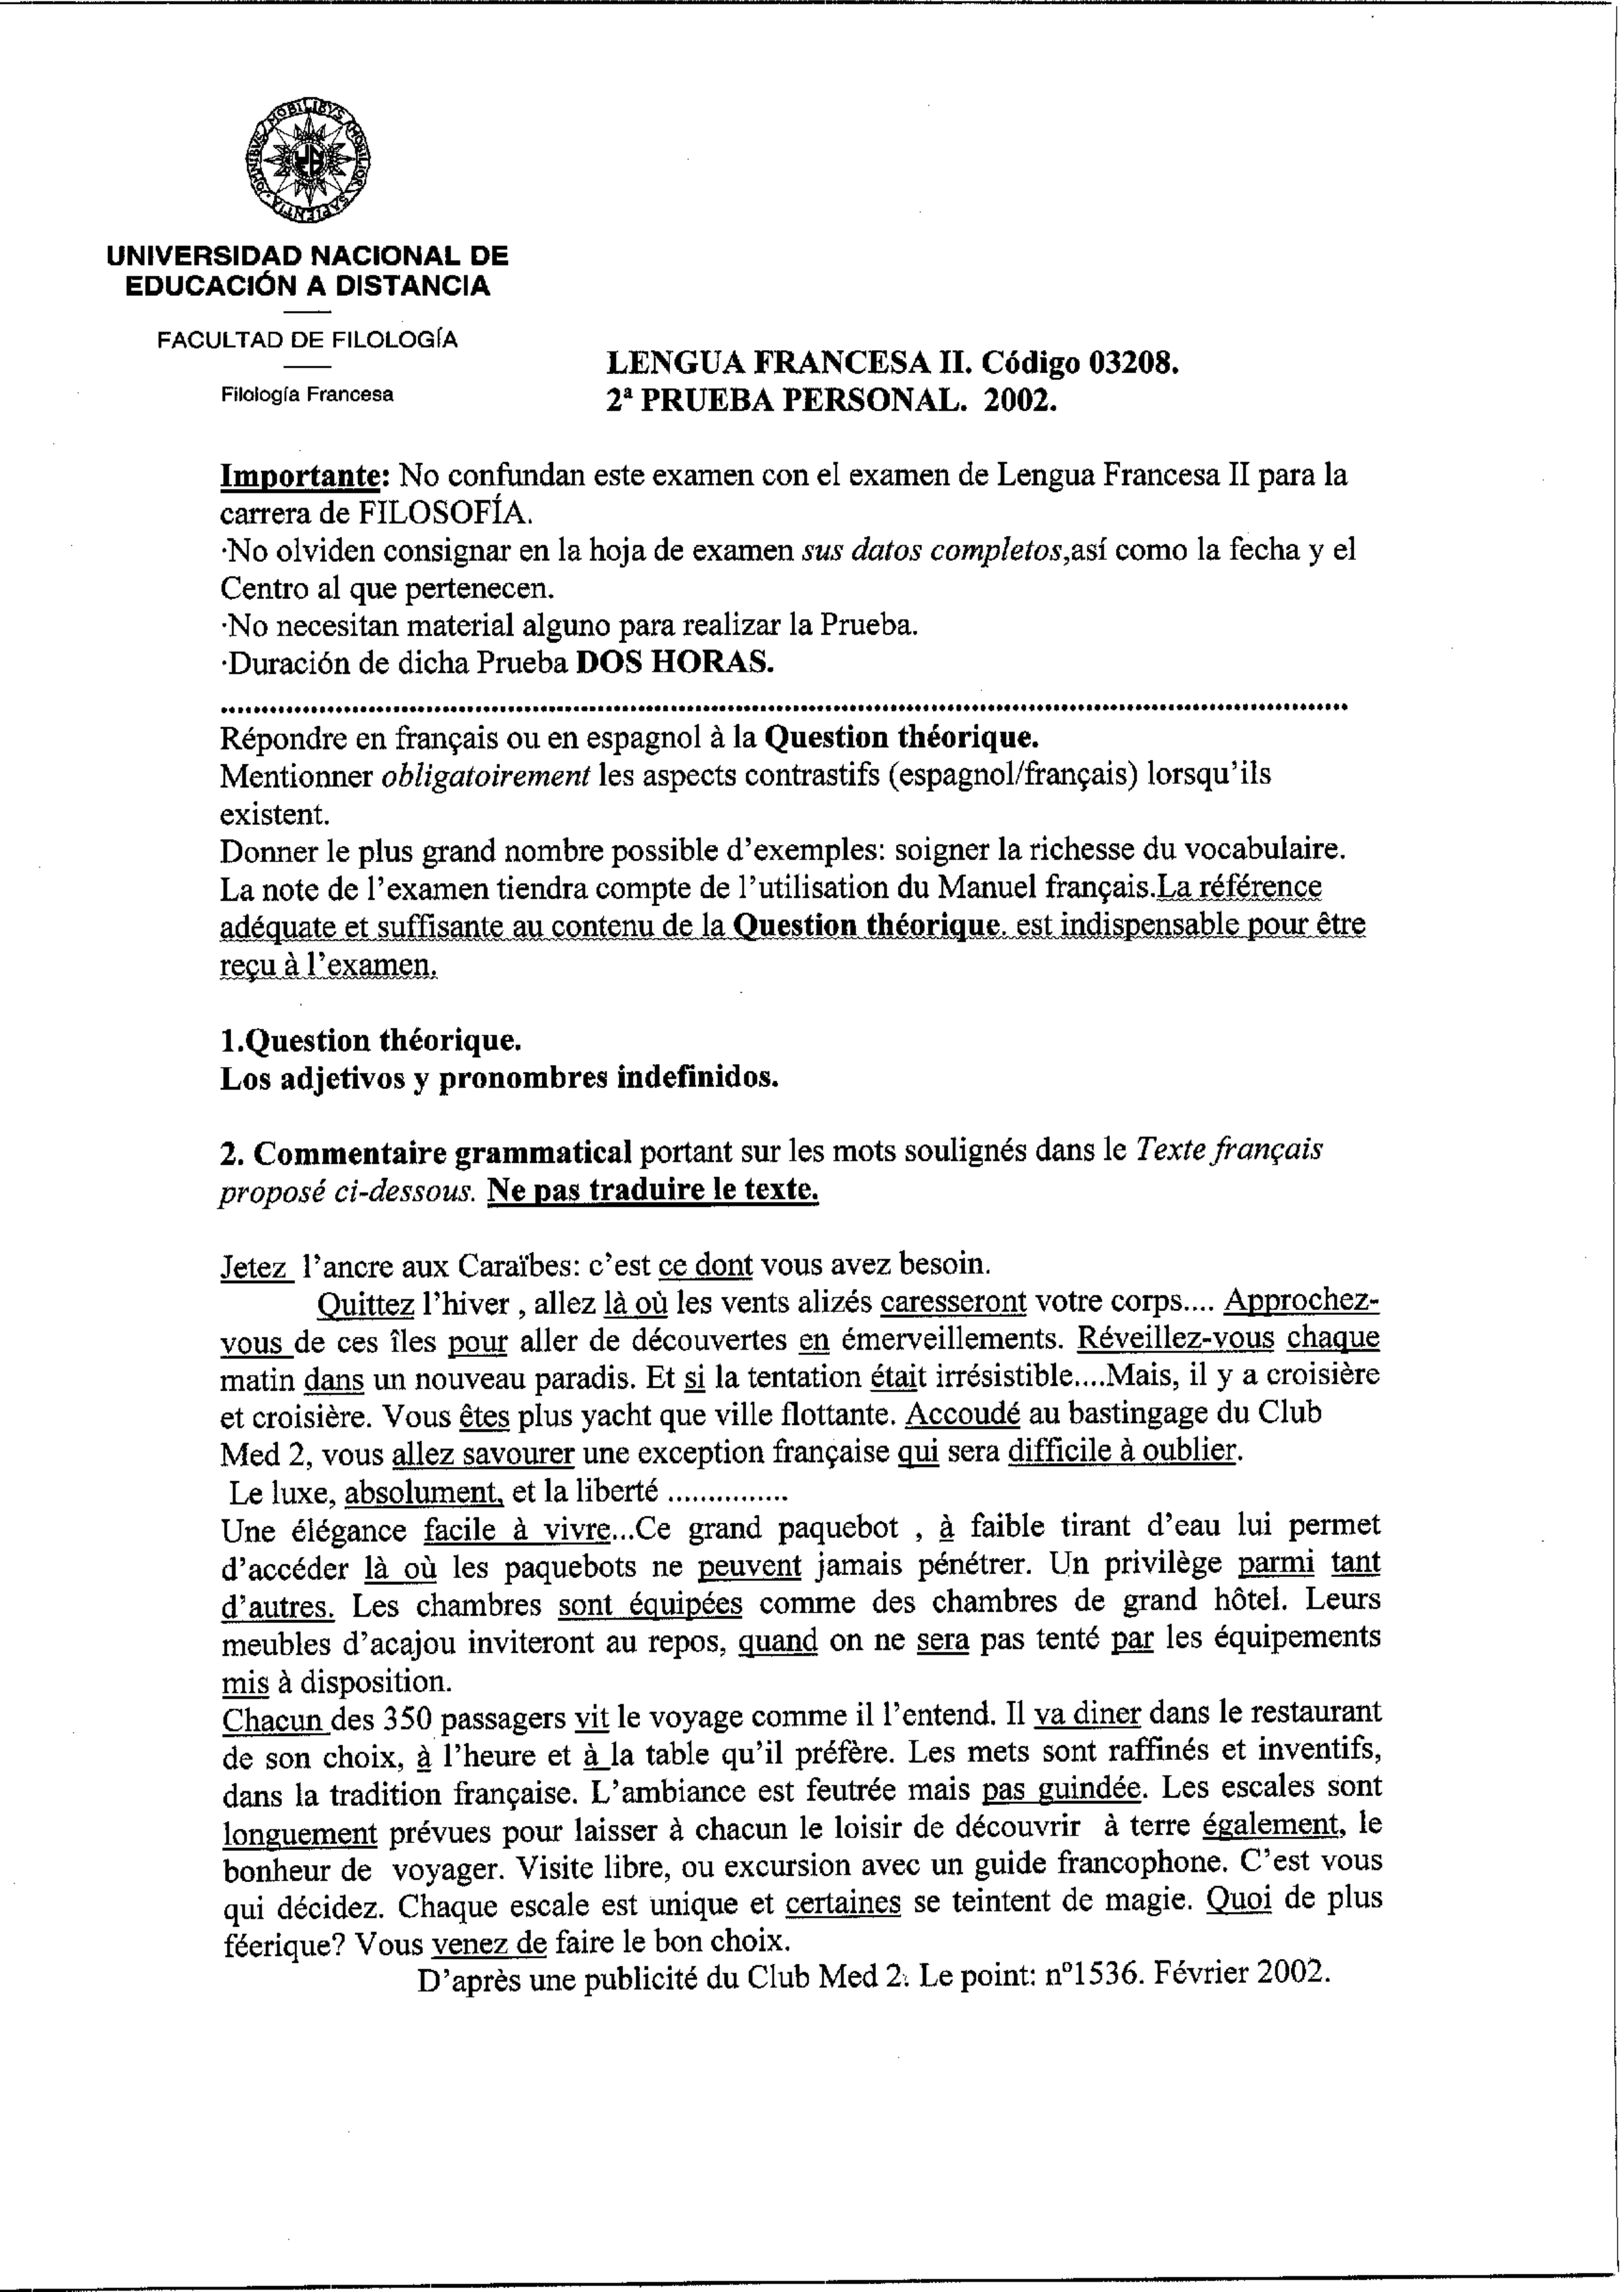 OMNIBVS MOBILIBVS MOBILIOR SAPIENTIA
UNIVERSIDAD NACIONAL DE
EDUCACIÓN A DISTANCIA
FACULTAD DE FILOLOGÍA
Filología Francesa
LENGUA FRANCESA II. Código 03208.
2ª PRUEBA PERSONAL. 2002.
Importante: No confundan este examen con el examen de Lengua Francesa II para la
carrera de FILOSOFÍA.
·No olviden consignar en la hoja de examen sus datos completos,así como la fecha y el
Centro al que pertenecen.
·No necesitan material alguno para realizar la Prueba.
·Duración de dicha Prueba DOS HORAS.
Répondre en français ou en espagnol à la Question théorique.
Mentionner obligatoirement les aspects contrastifs (espagnol/français) lorsqu'ils
existent.
Donner le plus grand nombre possible d'exemples: soigner la richesse du vocabulaire.
La note de l'examen tiendra compte de l'utilisation du Manuel français.La référence
adéquate et suffisante au contenu de la Question théorique. est indispensable pour être
reçu à l'examen.
1.Question théorique.
Los adjetivos y pronombres indefinidos.
2. Commentaire grammatical portant sur les mots soulignés dans le Texte français
proposé ci-dessous. Ne pas traduire le texte.
Jetez l'ancre aux Caraïbes: c'est ce dont vous avez besoin.
Quittez l'hiver , allez là où les vents alizés caresseront votre corps.... Approchez-
vous de ces îles pour aller de découvertes en émerveillements. Réveillez-vous chaque
matin dans un nouveau paradis. Et si la tentation était irrésistible....Mais, il y a croisière
et croisière. Vous êtes plus yacht que ville flottante. Accoudé au bastingage du Club
Med 2, vous allez savourer une exception française qui sera difficile à oublier.
Le luxe, absolument, et la liberté ...............
Une élégance facile à vivre...Ce grand paquebot , à faible tirant d'eau lui permet
d'accéder là où les paquebots ne peuvent jamais pénétrer. Un privilège parmi tant
d'autres. Les chambres sont équipées comme des chambres de grand hôtel. Leurs
meubles d'acajou inviteront au repos, quand on ne sera pas tenté par les équipements
mis à disposition.
Chacun des 350 passagers vit le voyage comme il l'entend. Il va diner dans le restaurant
de son choix, à l'heure et à la table qu'il préfère. Les mets sont raffinés et inventifs,
dans la tradition française. L'ambiance est feutrée mais pas guindée. Les escales sont
longuement prévues pour laisser à chacun le loisir de découvrir à terre également, le
bonheur de voyager. Visite libre, ou excursion avec un guide francophone. C'est vous
qui décidez. Chaque escale est unique et certaines se teintent de magie. Quoi de plus
féerique? Vous venez de faire le bon choix.
D'après une publicité du Club Med 2. Le point: nº1536. Février 2002.